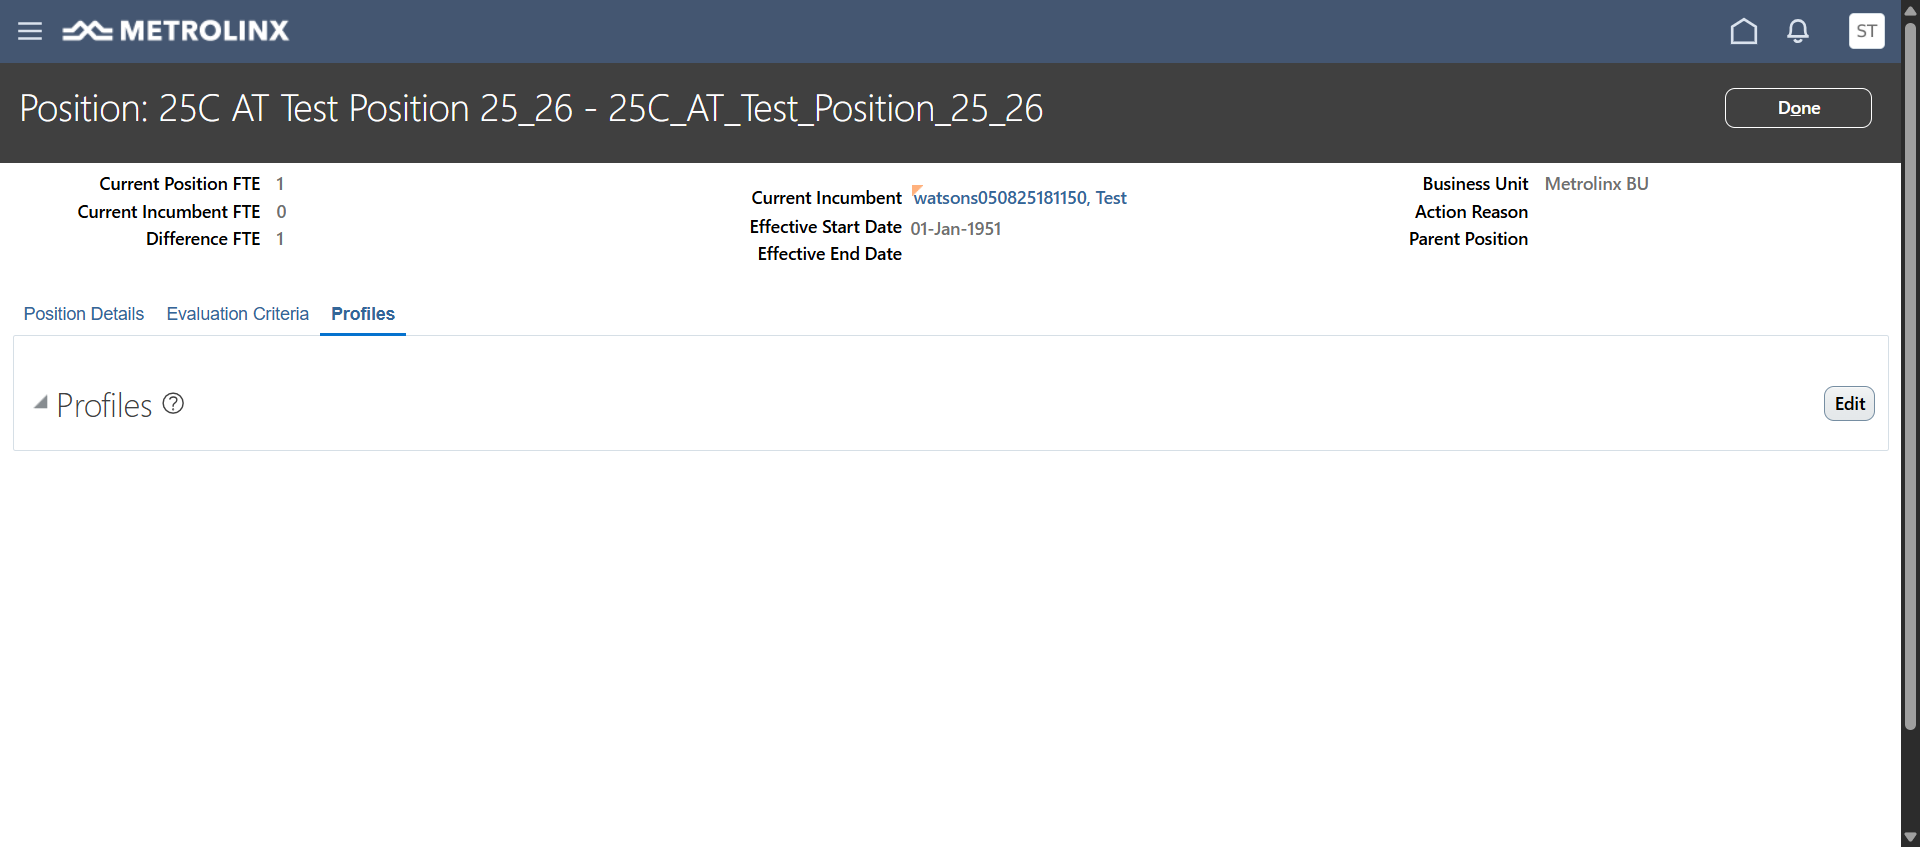 METROLINX
ST
Position: 25C AT Test Position 25_26 - 25C_AT_Test_Position_25_26
Done
Current Position FTE 1
Current Incumbent FTE 0
Difference FTE 1
Current Incumbent watsons050825181150, Test
Effective Start Date 01-Jan-1951
Effective End Date
Business Unit Metrolinx BU
Action Reason
Parent Position
Position Details Evaluation Criteria Profiles
Profiles ?
Edit